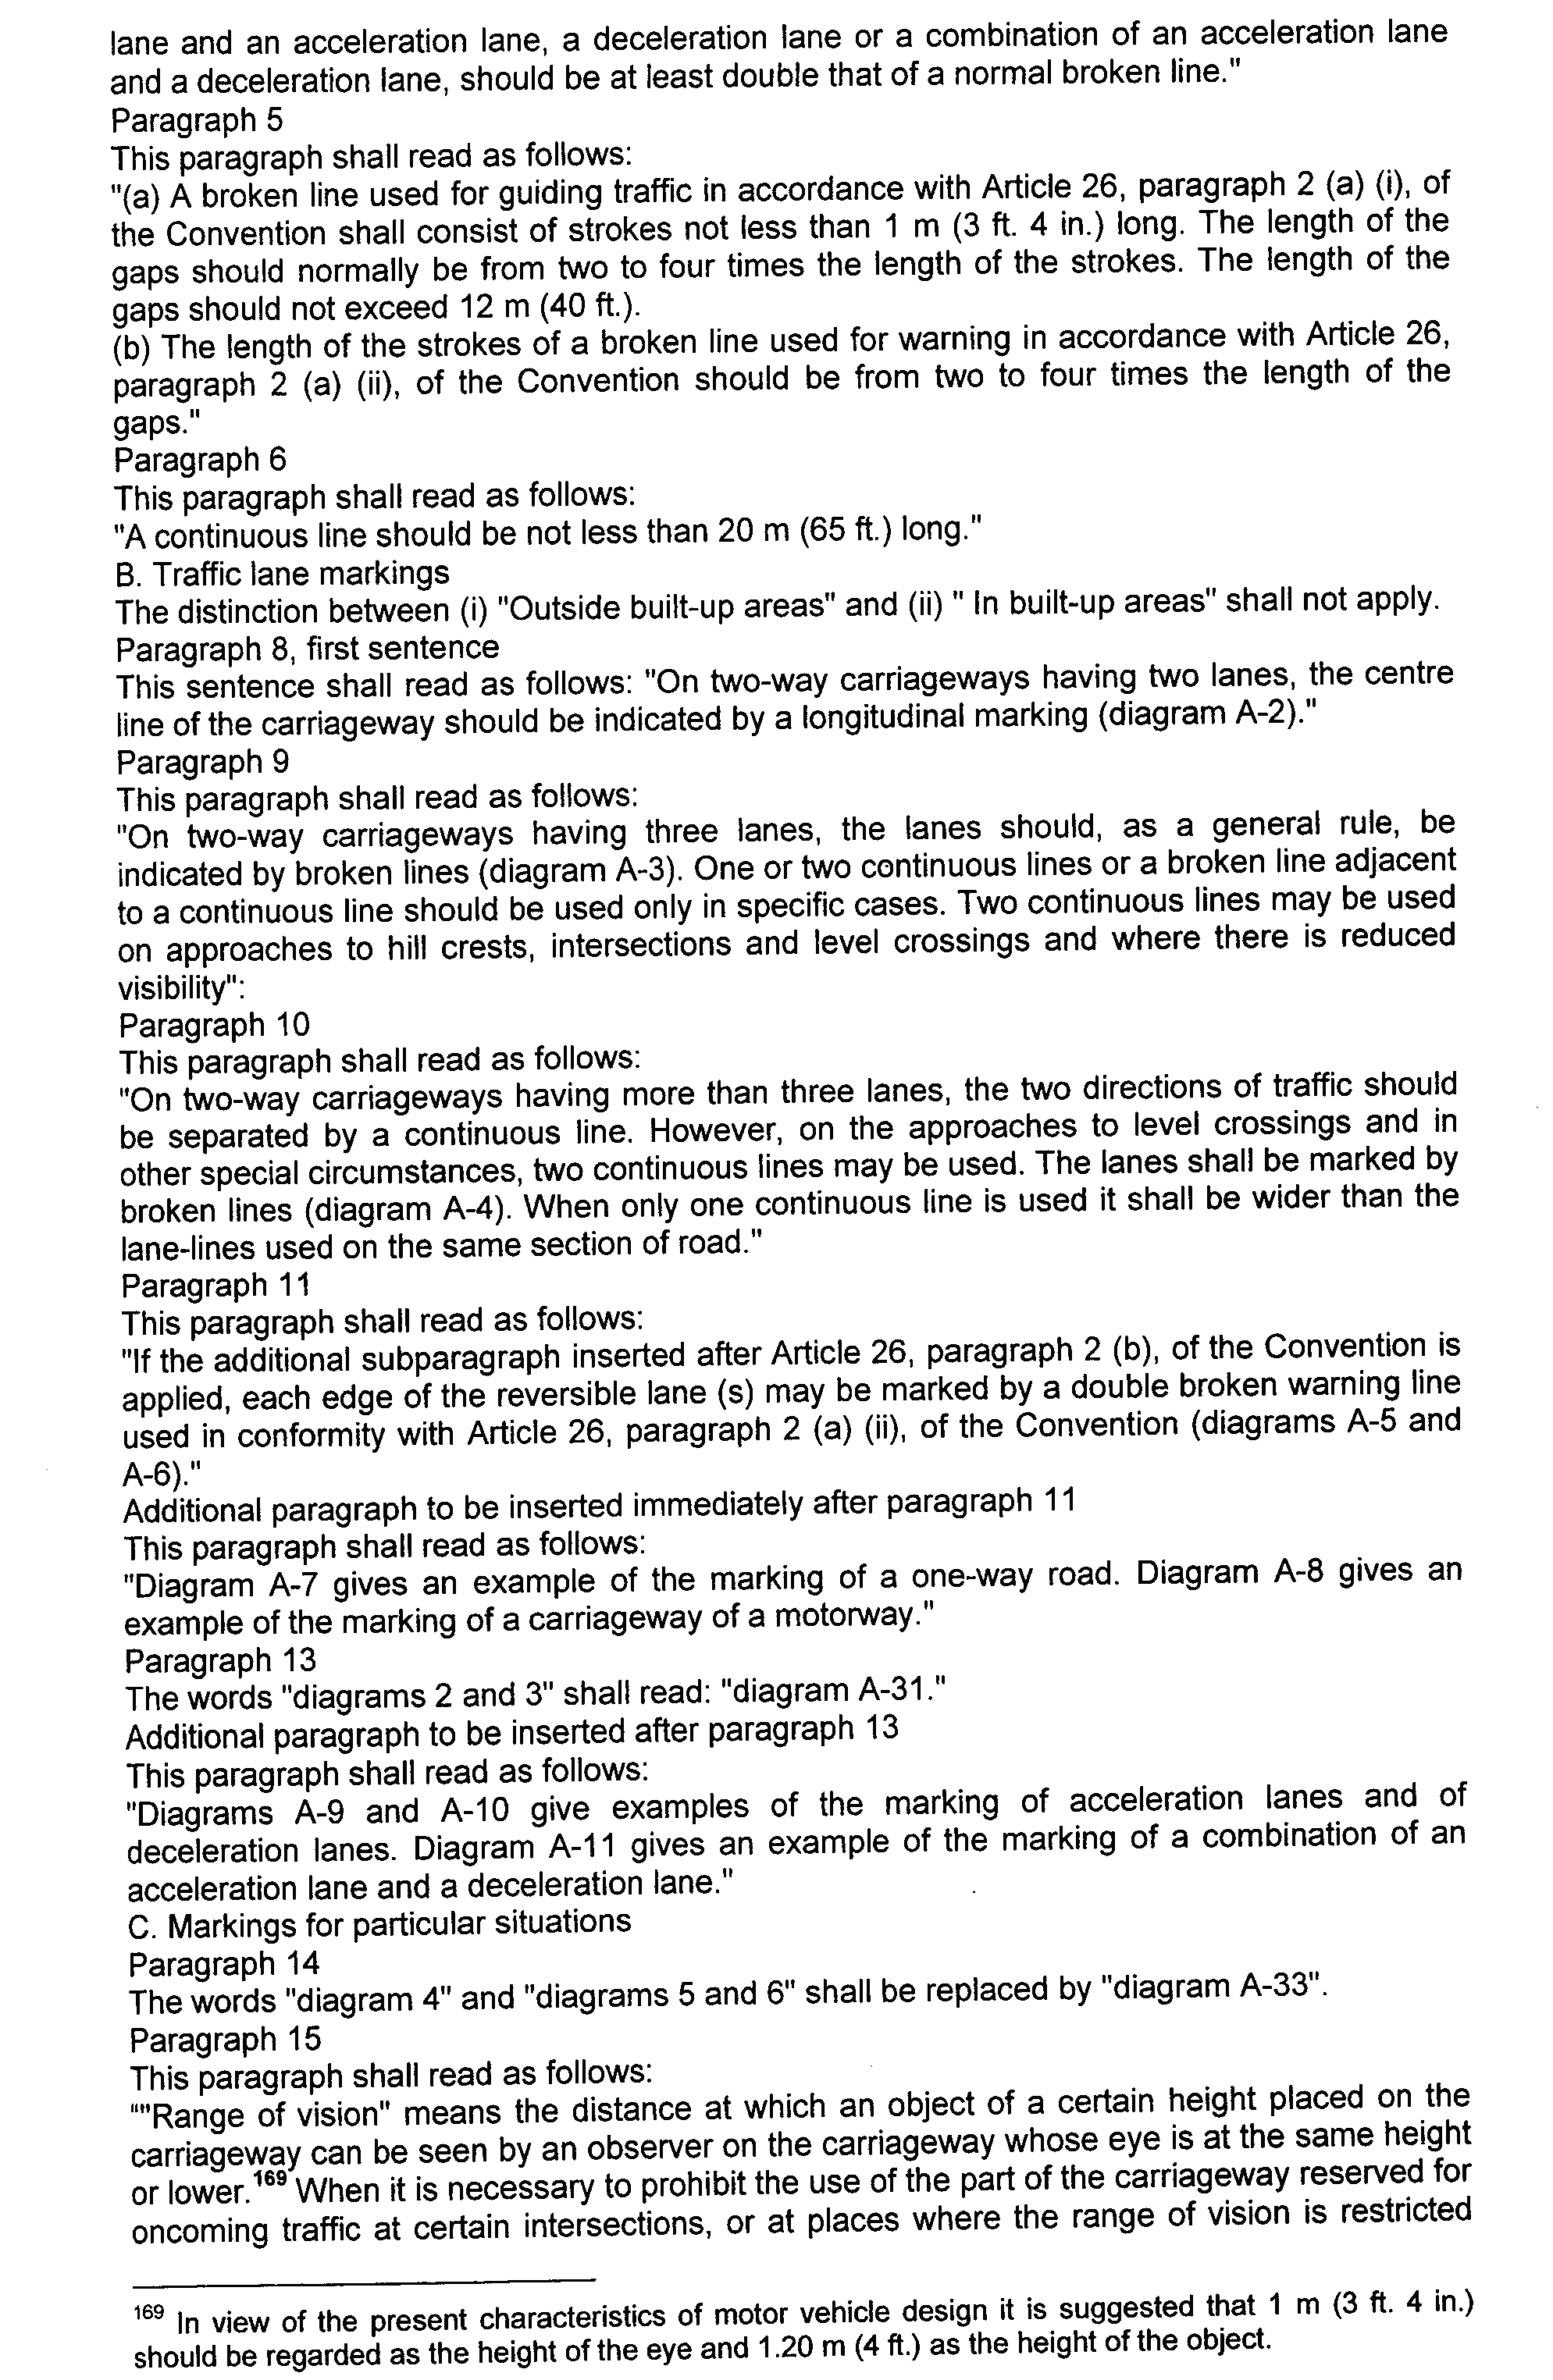 lane and an acceleration lane, a deceleration lane or a combination of an acceleration lane
and a deceleration lane, should be at least double that of a normal broken line."
Paragraph 5
This paragraph shall read as follows:
"(a) A broken line used for guiding traffic in accordance with Article 26, paragraph 2 (a) (i), of
the Convention shall consist of strokes not less than 1 m (3 ft. 4 in.) long. The length of the
gaps should normally be from two to four times the length of the strokes. The length of the
gaps should not exceed 12 m (40 ft.).
(b) The length of the strokes of a broken line used for warning in accordance with Article 26,
paragraph 2 (a) (ii), of the Convention should be from two to four times the length of the
gaps."
Paragraph 6
This paragraph shall read as follows:
"A continuous line should be not less than 20 m (65 ft.) long."
B. Traffic lane markings
The distinction between (i) "Outside built-up areas" and (ii) " In built-up areas" shall not apply.
Paragraph 8, first sentence
This sentence shall read as follows: "On two-way carriageways having two lanes, the centre
line of the carriageway should be indicated by a longitudinal marking (diagram A-2)."
Paragraph 9
This paragraph shall read as follows:
"On two-way carriageways having three lanes, the lanes should, as a general rule, be
indicated by broken lines (diagram A-3). One or two continuous lines or a broken line adjacent
to a continuous line should be used only in specific cases. Two continuous lines may be used
on approaches to hill crests, intersections and level crossings and where there is reduced
visibility":
Paragraph 10
This paragraph shall read as follows:
"On two-way carriageways having more than three lanes, the two directions of traffic should
be separated by a continuous line. However, on the approaches to level crossings and in
other special circumstances, two continuous lines may be used. The lanes shall be marked by
broken lines (diagram A-4). When only one continuous line is used it shall be wider than the
lane-lines used on the same section of road."
Paragraph 11
This paragraph shall read as follows:
"If the additional subparagraph inserted after Article 26, paragraph 2 (b), of the Convention is
applied, each edge of the reversible lane (s) may be marked by a double broken warning line
used in conformity with Article 26, paragraph 2 (a) (ii), of the Convention (diagrams A-5 and
A-6)."
Additional paragraph to be inserted immediately after paragraph 11
This paragraph shall read as follows:
"Diagram A-7 gives an example of the marking of a one-way road. Diagram A-8 gives an
example of the marking of a carriageway of a motorway."
Paragraph 13
The words "diagrams 2 and 3" shall read: "diagram A-31."
Additional paragraph to be inserted after paragraph 13
This paragraph shall read as follows:
"Diagrams A-9 and A-10 give examples of the marking of acceleration lanes and of
deceleration lanes. Diagram A-11 gives an example of the marking of a combination of an
acceleration lane and a deceleration lane."
C. Markings for particular situations
Paragraph 14
The words "diagram 4" and "diagrams 5 and 6" shall be replaced by "diagram A-33".
Paragraph 15
This paragraph shall read as follows:
""Range of vision" means the distance at which an object of a certain height placed on the
carriageway can be seen by an observer on the carriageway whose eye is at the same height
or lower.169 When it is necessary to prohibit the use of the part of the carriageway reserved for
oncoming traffic at certain intersections, or at places where the range of vision is restricted
169 In view of the present characteristics of motor vehicle design it is suggested that 1 m (3 ft. 4 in.)
should be regarded as the height of the eye and 1.20 m (4 ft.) as the height of the object.